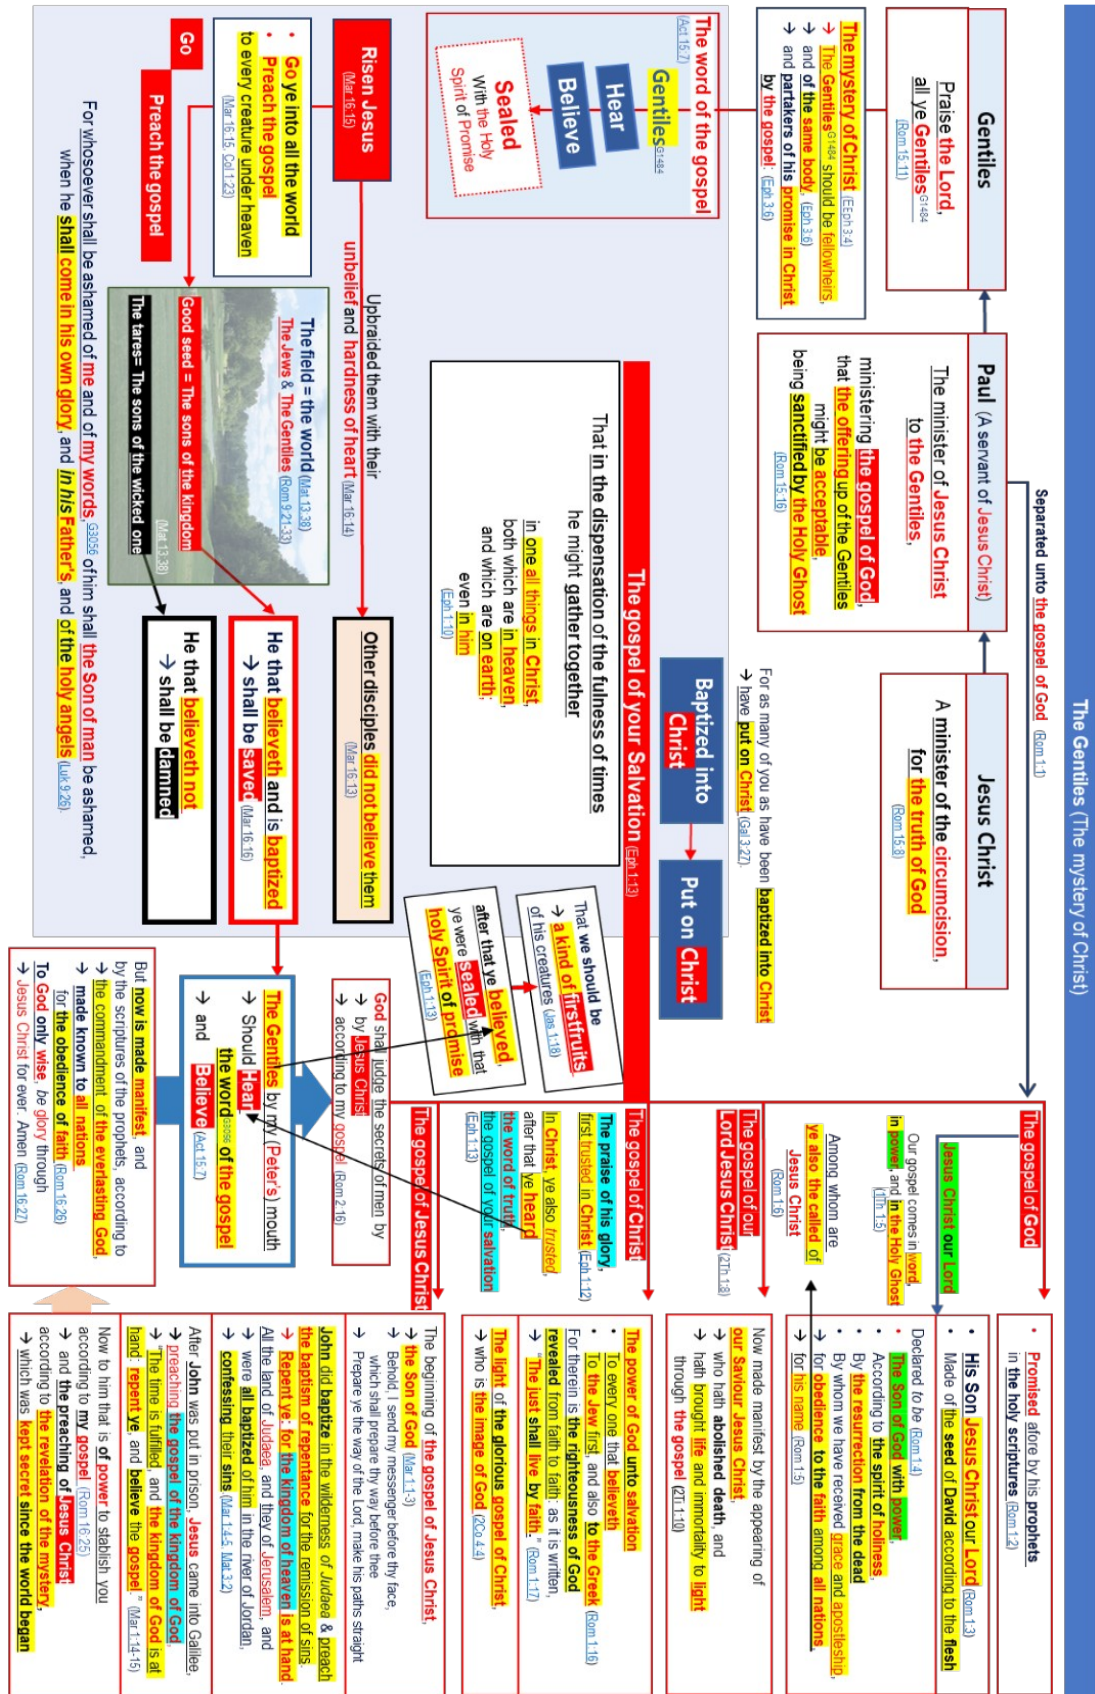 The Gentiles (The mystery of Christ)
Gentiles
Praise the Lord,
all ye Gentiles G1484
(Rom 15:11)
The mystery of Christ (EEph 3:4)
→ The Gentiles G1484 should be fellowheirs,
→ and of the same body, (Eph 3:6)
→ and partakers of his promise in Christ
by the gospel: (Eph 3:6)
Paul (A servant of Jesus Christ)
The minister of Jesus Christ
to the Gentiles,
ministering the gospel of God,
that the offering up of the Gentiles
might be acceptable,
being sanctified by the Holy Ghost
(Rom 15:16)
Separated unto the gospel of God (Rom 1:1)
Jesus Christ
A minister of the circumcision,
for the truth of God
(Rom 15:8)
The word of the gospel
(Act 15:7)
Gentiles G1484
Hear
Believe
Sealed
With the Holy
Spirit of Promise
For as many of you as have been baptized into Christ
→ have put on Christ (Gal 3:27).
Baptized into
Christ
Put on Christ
The gospel of your Salvation (Eph 1:13)
That in the dispensation of the fulness of times
he might gather together
in one all things in Christ,
both which are in heaven,
and which are on earth;
even in him
(Eph 1:10)
That we should be
→ a kind of firstfruits
of his creatures (Jas 1:18)
after that ye believed,
ye were sealed with that
holy Spirit of promise
(Eph 1:13)
Risen Jesus
(Mar 16:15)
Upbraided them with their
unbelief and hardness of heart (Mar 16:14)
Other disciples did not believe them
(Mar 16:13)
• Go ye into all the world
• Preach the gospel
to every creature under heaven
(Mar 16:15, Col 1:23)
Go
Preach the gospel
The field = the world (Mat 13:38)
The Jews & The Gentiles (Rom 9:21-33)
Good seed = The sons of the kingdom
The tares= The sons of the wicked one
(Mat 13:38)
He that believeth and is baptized
→ shall be saved (Mar 16:16)
He that believeth not
→ shall be damned
For whosoever shall be ashamed of me and of my words, G3056 of him shall the Son of man be ashamed,
when he shall come in his own glory, and in his Father's, and of the holy angels (Luk 9:26).
The gospel of God
• Promised afore by his prophets
in the holy scriptures (Rom 1:2)
Jesus Christ our Lord
Our gospel comes in word,
in power, and in the Holy Ghost
(1Th 1:5)
• His Son Jesus Christ our Lord (Rom 1:3)
• Made of the seed of David according to the flesh
Declared to be (Rom 1:4)
• The Son of God with power,
• According to the spirit of holiness,
• By the resurrection from the dead
• By whom we have received grace and apostleship,
→ for obedience to the faith among all nations,
→ for his name (Rom 1:5)
Among whom are
ye also the called of
Jesus Christ
(Rom 1:6)
The gospel of our
Lord Jesus Christ (2Th 1:8)
Now made manifest by the appearing of
our Saviour Jesus Christ,
→ who hath abolished death, and
→ hath brought life and immortality to light
through the gospel (2Ti 1:10)
The gospel of Christ
The praise of his glory,
first trusted in Christ (Eph 1:12)
In Christ, ye also trusted,
after that ye heard
the word of truth,
the gospel of your salvation
(Eph 1:13)
The power of God unto salvation
• To every one that believeth
• To the Jew first, and also to the Greek (Rom 1:16)
For therein is the righteousness of God
revealed from faith to faith: as it is written,
→ "The just shall live by faith." (Rom 1:17)
The light of the glorious gospel of Christ,
→ who is the image of God (2Co 4:4)
The gospel of Jesus Christ
The beginning of the gospel of Jesus Christ,
→ the Son of God (Mar 1:1-3)
→ Behold, I send my messenger before thy face,
which shall prepare thy way before thee
→ Prepare ye the way of the Lord, make his paths straight
John did baptize in the wilderness of Judaea & preach
the baptism of repentance for the remission of sins.
→ Repent ye: for the kingdom of heaven is at hand.
All the land of Judaea, and they of Jerusalem, and
→ were all baptized of him in the river of Jordan,
confessing their sins (Mar 1:4-5 Mat 3:2)
After John was put in prison, Jesus came into Galilee,
→ preaching the gospel of the kingdom of God,
→ "The time is fulfilled, and the kingdom of God is at
hand: repent ye, and believe the gospel." (Mar 1:14-15)
Now to him that is of power to stablish you
according to my gospel (Rom 16:25)
→ and the preaching of Jesus Christ
according to the revelation of the mystery,
→ which was kept secret since the world began
God shall judge the secrets of men by
→ by Jesus Christ
→ according to my gospel (Rom 2:16)
The Gentiles by my (Peter's) mouth
→ Should Hear
the word G3056 of the gospel
→ and Believe (Act 15:7)
But now is made manifest, and
by the scriptures of the prophets, according to
→ the commandment of the everlasting God,
→ made known to all nations
for the obedience of faith (Rom 16:26)
To God only wise, be glory through
→ Jesus Christ for ever. Amen (Rom 16:27)